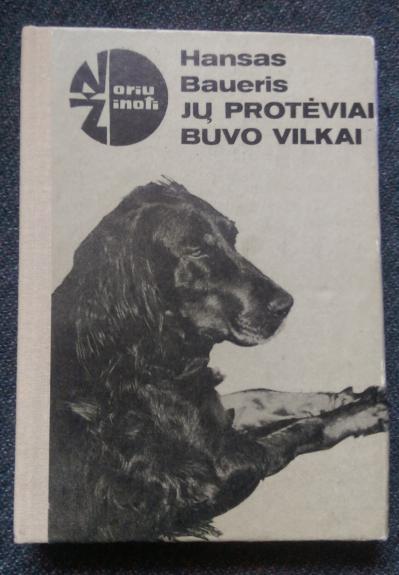 Noriu
Žinoti
Hansas
Baueris
JŲ PROTĖVIAI
BUVO VILKAI